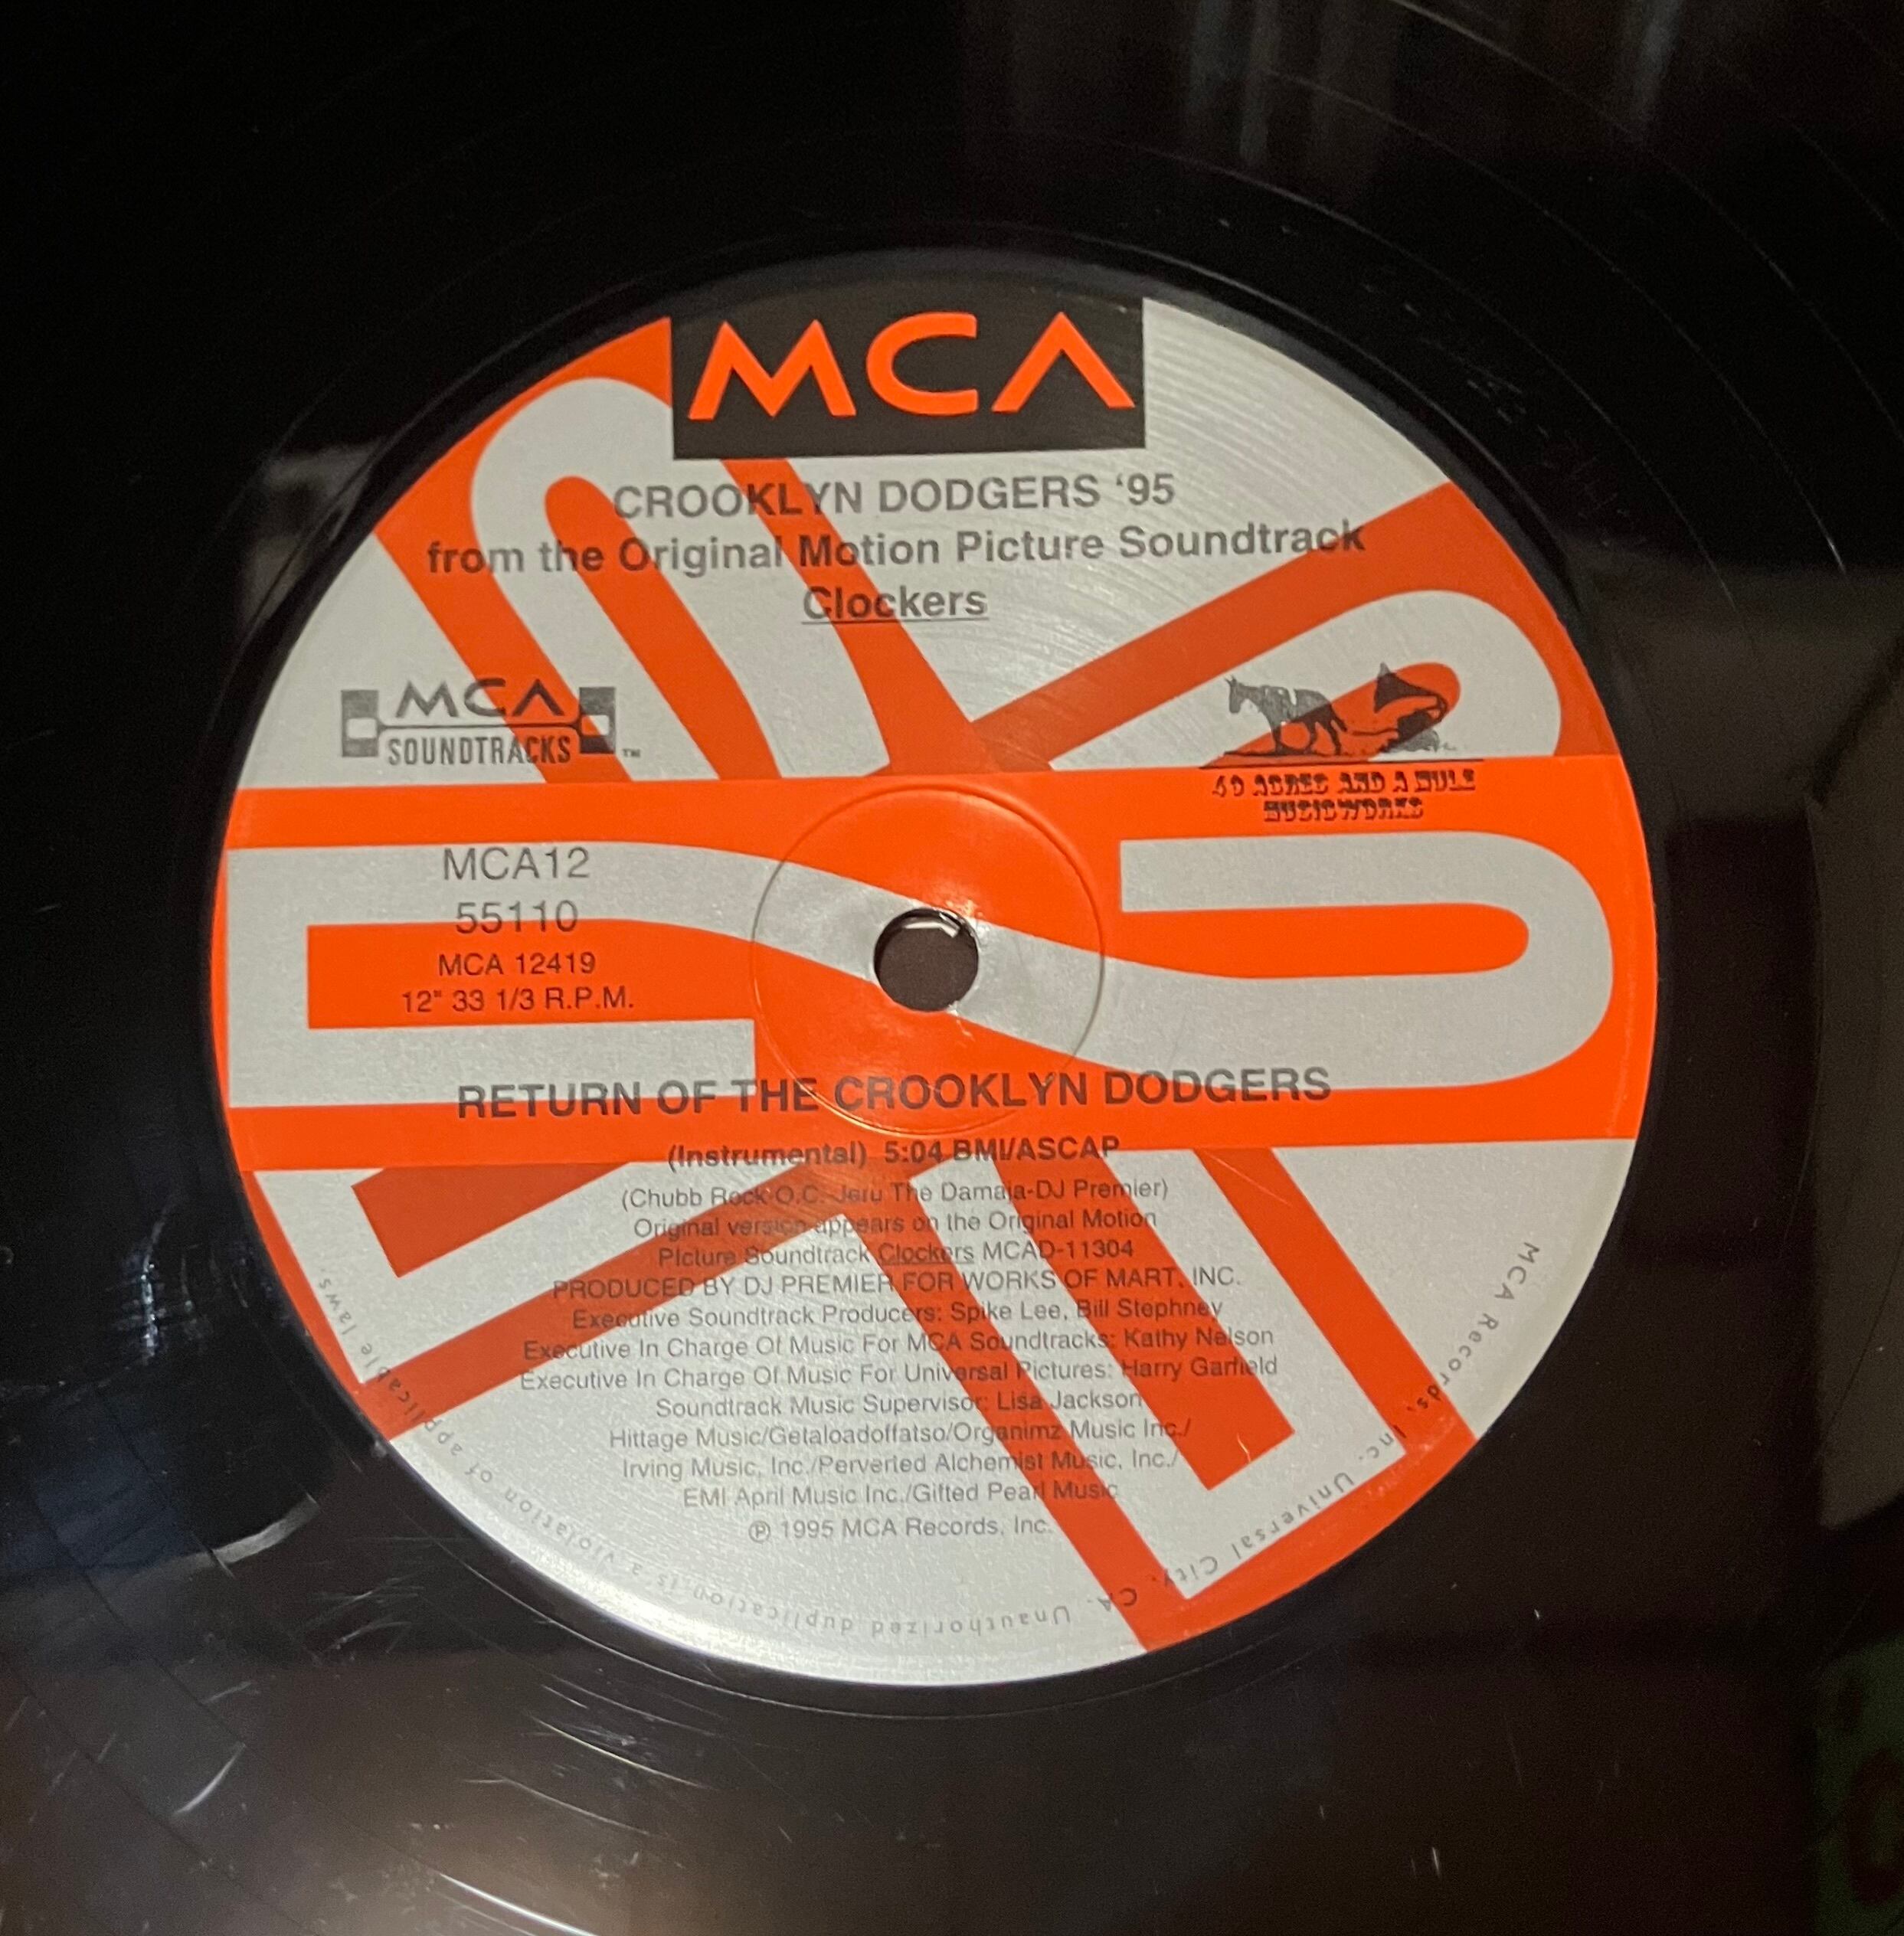 MCA
CROOKLYN DODGERS '95
from the Original Motion Picture Soundtrack
Clockers
MCA
SOUNDTRACKS ™
40 ACRES AND A MULE
MUSICWORKS
MCA12
55110
MCA 12419
12" 33 1/3 R.P.M.
RETURN OF THE CROOKLYN DODGERS
(Instrumental) 5:04 BMI/ASCAP
(Chubb Rock-O.C.-Jeru The Damaja-DJ Premier)
Original version appears on the Original Motion
Picture Soundtrack Clockers MCAD-11304
PRODUCED BY DJ PREMIER FOR WORKS OF MART, INC.
Executive Soundtrack Producers: Spike Lee, Bill Stephney
Executive In Charge Of Music For MCA Soundtracks: Kathy Nelson
Executive In Charge Of Music For Universal Pictures: Harry Garfield
Soundtrack Music Supervisor: Lisa Jackson
Hittage Music/Getaloadoffatso/Organimz Music Inc./
Irving Music, Inc./Perverted Alchemist Music, Inc./
EMI April Music Inc./Gifted Pearl Music
℗ 1995 MCA Records, Inc.
MCA Records, Inc. Universal City, CA. Unauthorized duplication is a violation of applicable laws.